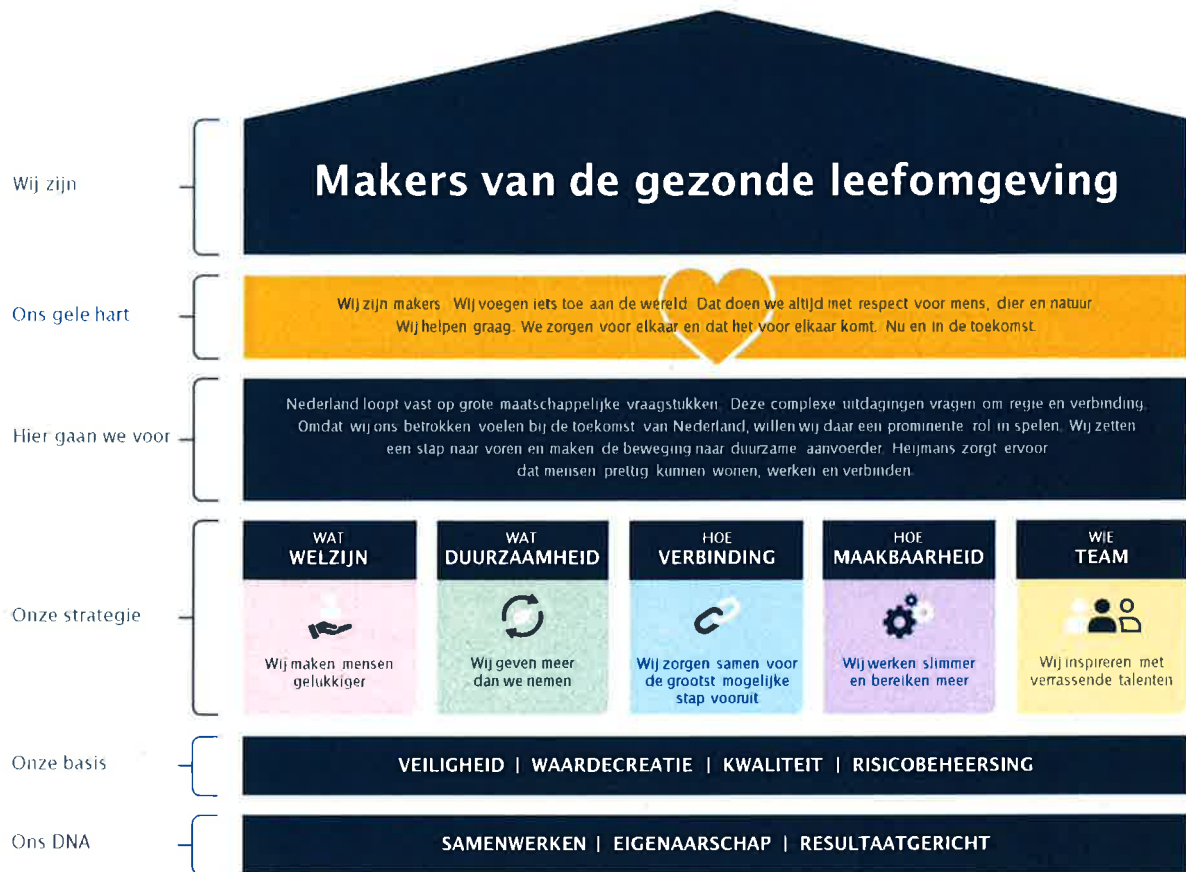 Wij zijn
Makers van de gezonde leefomgeving
Ons gele hart
Wij zijn makers. Wij voegen iets toe aan de wereld. Dat doen we altijd met respect voor mens, dier en natuur.
Wij helpen graag. We zorgen voor elkaar en dat het voor elkaar komt. Nu en in de toekomst.
Hier gaan we voor
Nederland loopt vast op grote maatschappelijke vraagstukken. Deze complexe uitdagingen vragen om regie en verbinding.
Omdat wij ons betrokken voelen bij de toekomst van Nederland, willen wij daar een prominente rol in spelen. Wij zetten
een stap naar voren en maken de beweging naar duurzame aanvoerder. Heijmans zorgt ervoor
dat mensen prettig kunnen wonen, werken en verbinden.
Onze strategie
WAT
WELZIJN
Wij maken mensen
gelukkiger
WAT
DUURZAAMHEID
Wij geven meer
dan we nemen
HOE
VERBINDING
Wij zorgen samen voor
de grootst mogelijke
stap vooruit
HOE
MAAKBAARHEID
Wij werken slimmer
en bereiken meer
WIE
TEAM
Wij inspireren met
verrassende talenten
Onze basis
VEILIGHEID | WAARDECREATIE | KWALITEIT | RISICOBEHEERSING
Ons DNA
SAMENWERKEN | EIGENAARSCHAP | RESULTAATGERICHT